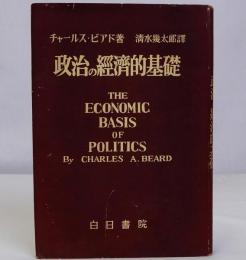 チャールス・ビアド著 清水幾太郎譯
政治の經濟的基礎
THE
ECONOMIC
BASIS
OF
POLITICS
By CHARLES A. BEARD
白日書院